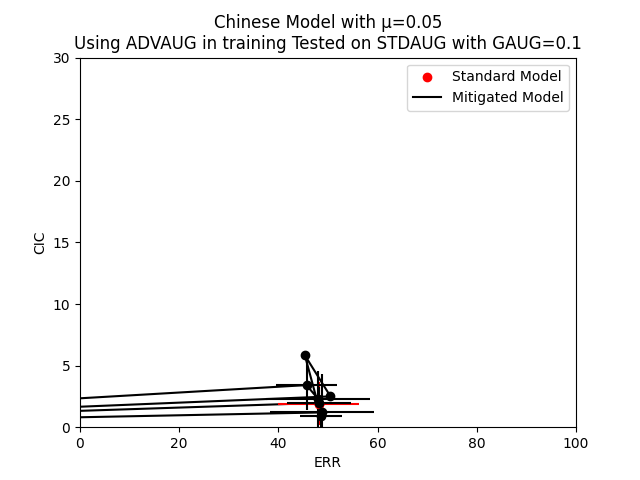 Chinese Model with μ=0.05
Using ADVAUG in training Tested on STDAUG with GAUG=0.1
Standard Model
Mitigated Model
CIC
30
25
20
15
10
5
0
0 20 40 60 80 100
ERR